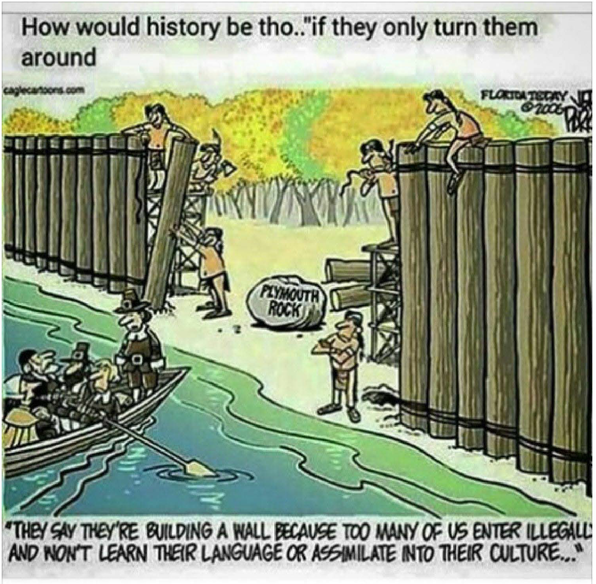 How would history be tho.."if they only turn them
around
caglecartoons.com
FLORIDA TODAY
©2006
PLYMOUTH
ROCK
"THEY SAY THEY'RE BUILDING A WALL BECAUSE TOO MANY OF US ENTER ILLEGALLY
AND WON'T LEARN THEIR LANGUAGE OR ASSIMILATE INTO THEIR CULTURE..."